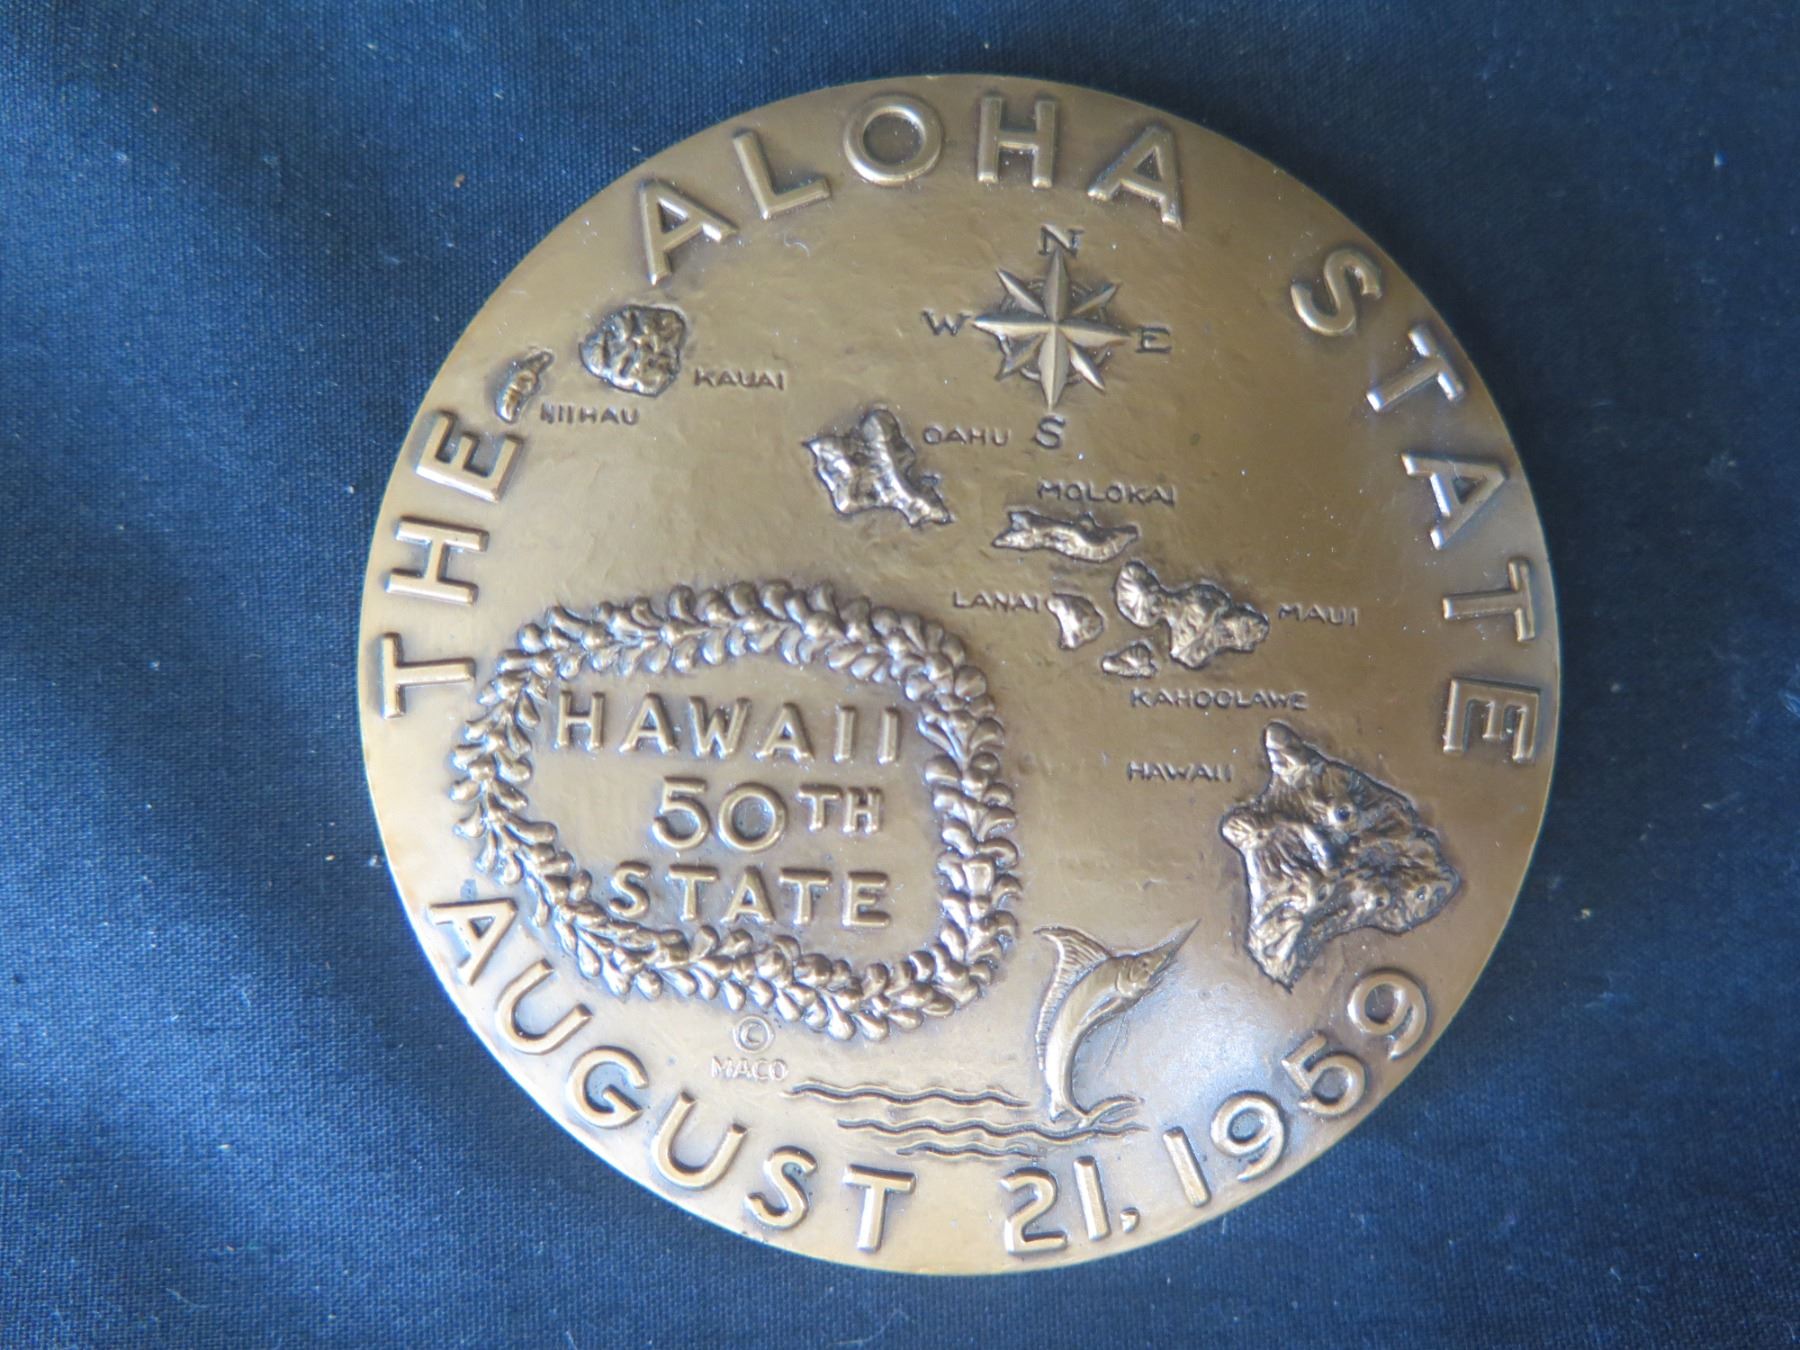 THE ALOHA STATE
N
W E
S
KAUAI
NIIHAU
OAHU
MOLOKAI
LANAI
MAUI
KAHOOLAWE
HAWAII
HAWAII
50TH
STATE
©
MACO
AUGUST 21, 1959